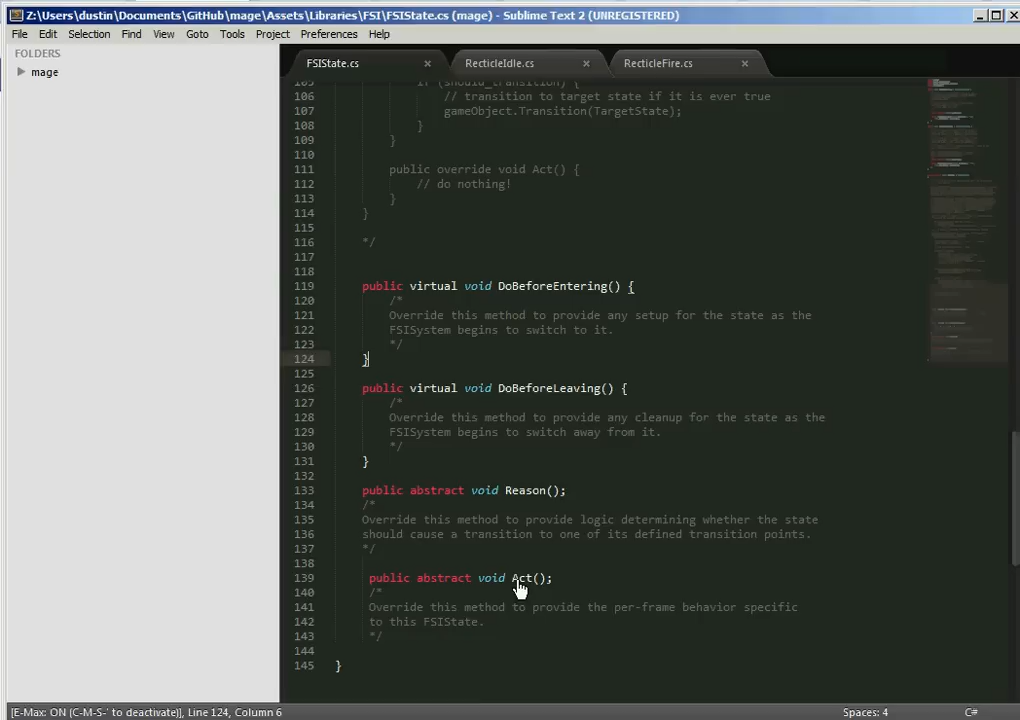 Z:\Users\dustin\Documents\GitHub\mage\Assets\Libraries\FSI\FSIState.cs (mage) - Sublime Text 2 (UNREGISTERED)
File Edit Selection Find View Goto Tools Project Preferences Help
FOLDERS
mage
FSIState.cs RecticleIdle.cs RecticleFire.cs
105 if (should_transition) {
106 // transition to target state if it is ever true
107 gameObject.Transition(TargetState);
108 }
109 }
110
111 public override void Act() {
112 // do nothing!
113 }
114 }
115
116 */
117
118
119 public virtual void DoBeforeEntering() {
120 /*
121 Override this method to provide any setup for the state as the
122 FSISystem begins to switch to it.
123 */
124 }
125
126 public virtual void DoBeforeLeaving() {
127 /*
128 Override this method to provide any cleanup for the state as the
129 FSISystem begins to switch away from it.
130 */
131 }
132
133 public abstract void Reason();
134 /*
135 Override this method to provide logic determining whether the state
136 should cause a transition to one of its defined transition points.
137 */
138
139 public abstract void Act();
140 /*
141 Override this method to provide the per-frame behavior specific
142 to this FSIState.
143 */
144
145 }
[E-Max: ON (C-M-S-' to deactivate)], Line 124, Column 6 Spaces: 4 C#